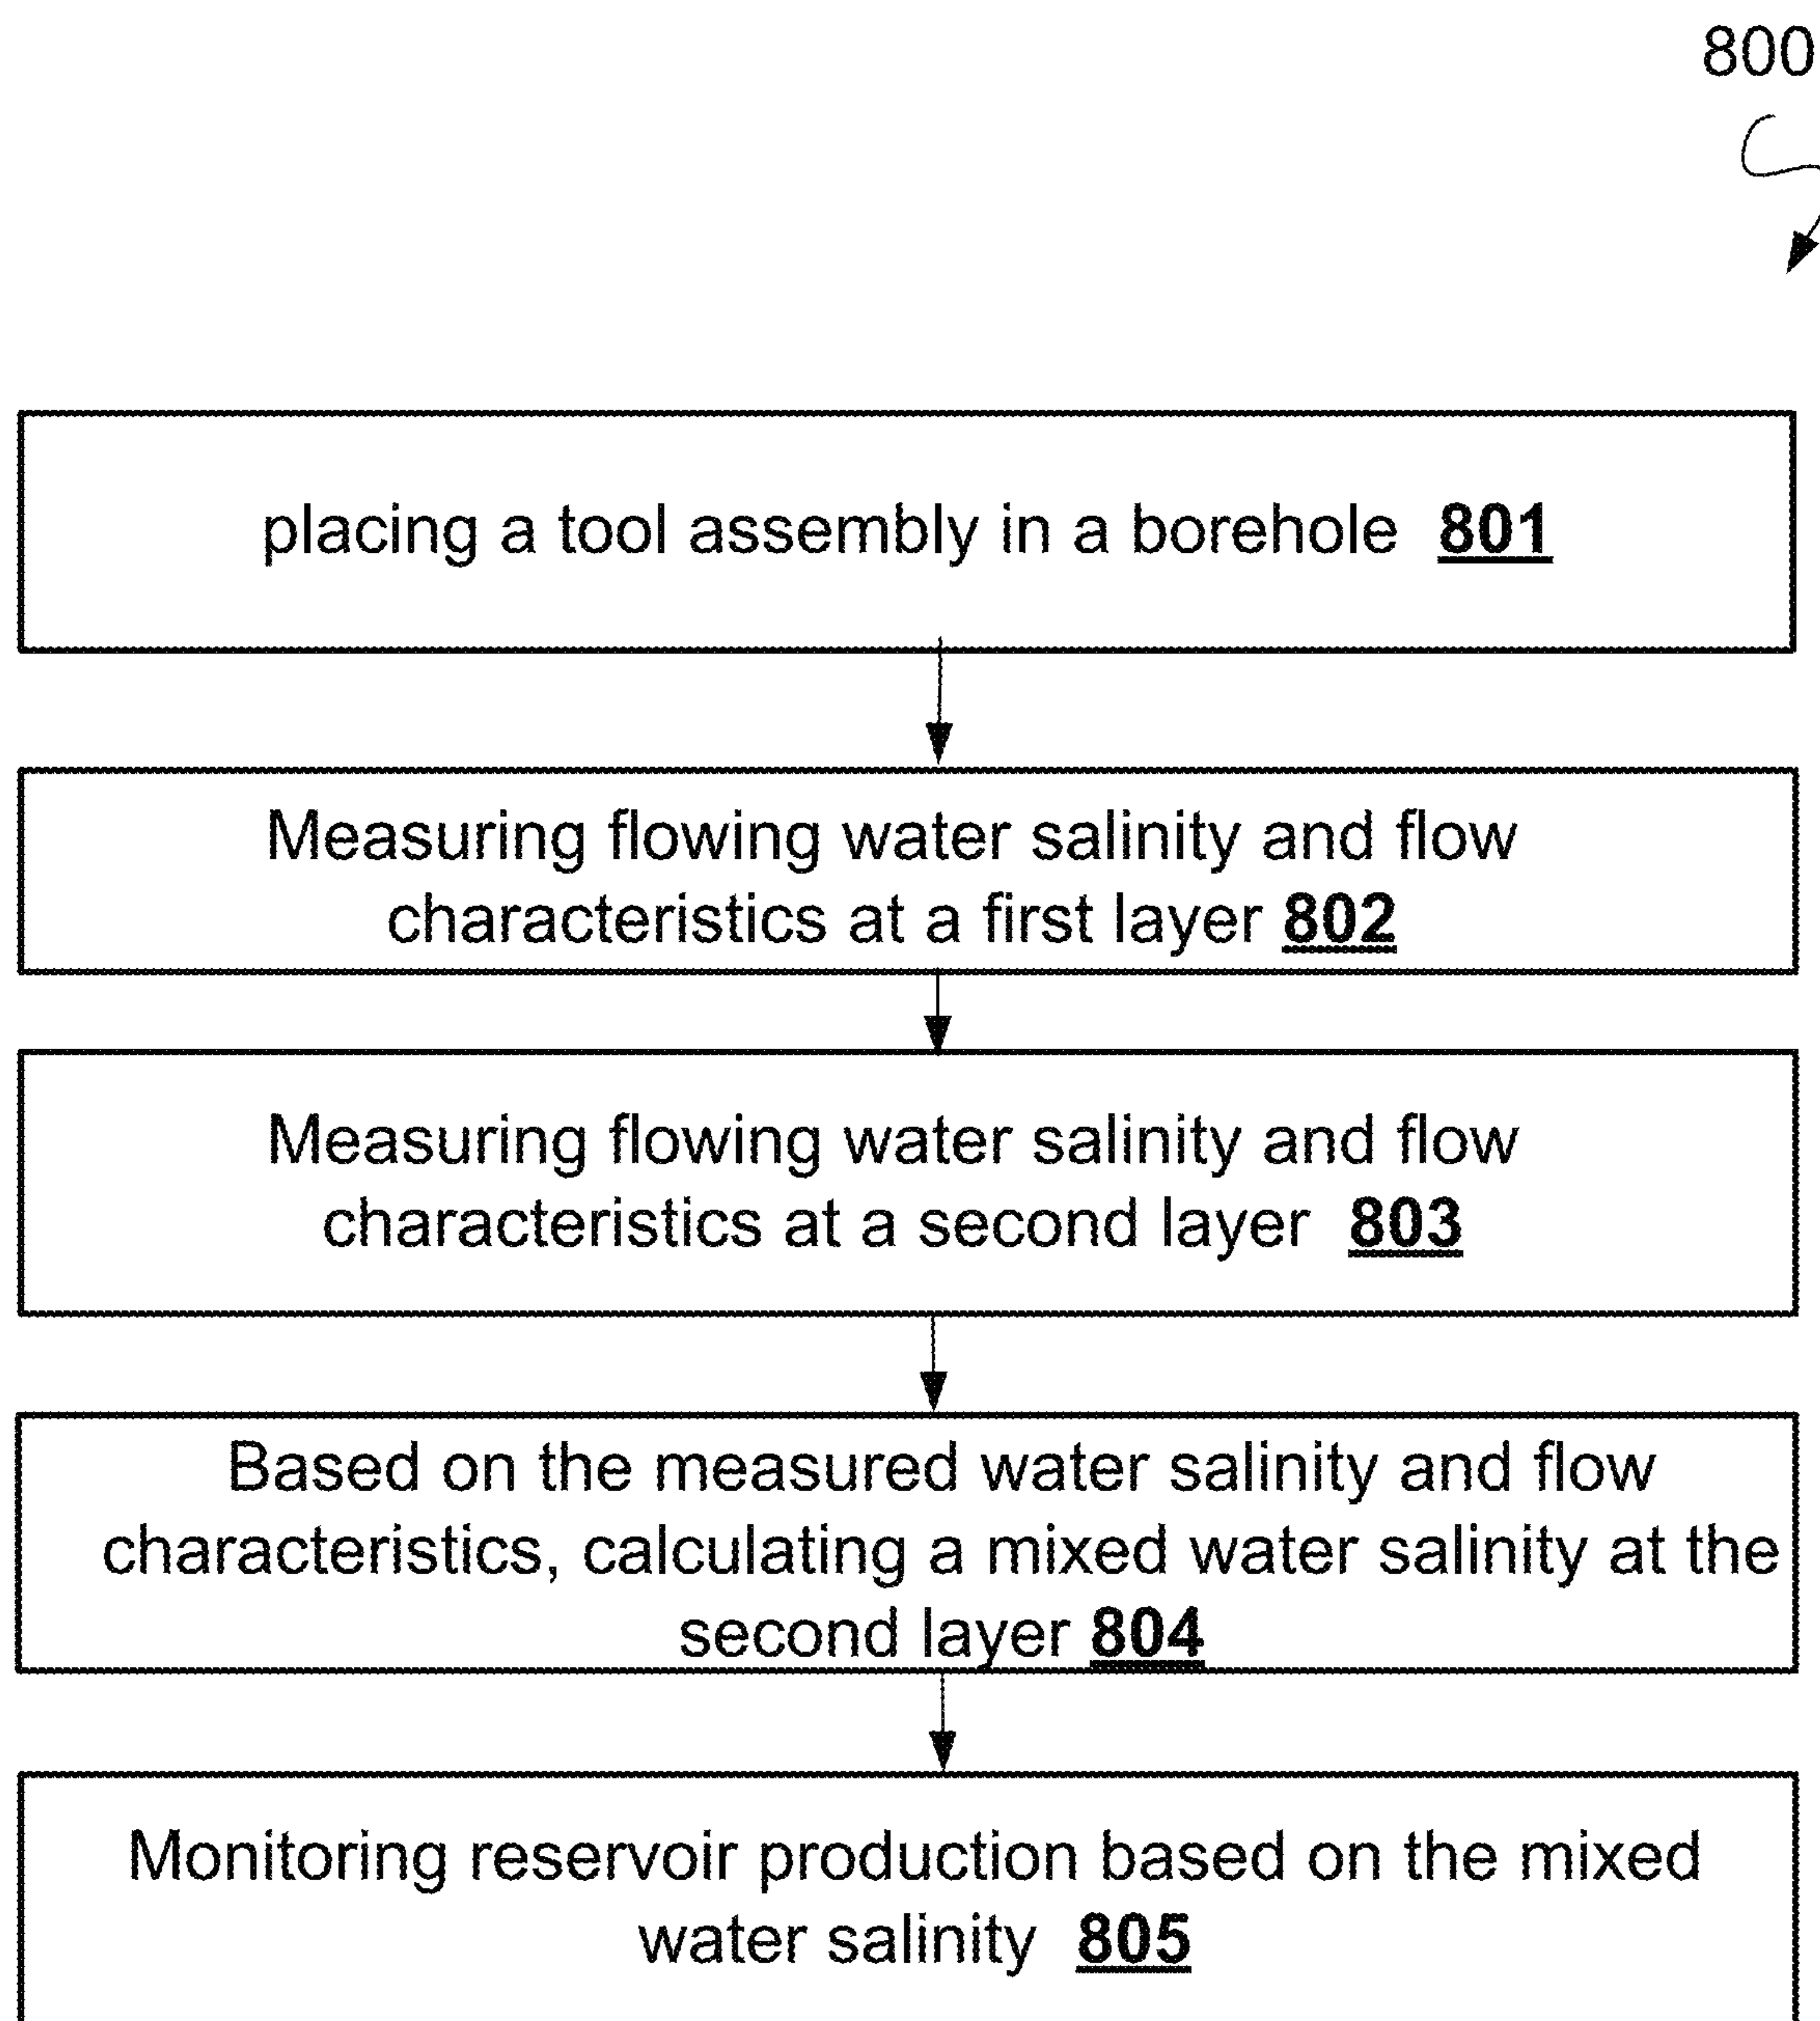 800
placing a tool assembly in a borehole 801
Measuring flowing water salinity and flow
characteristics at a first layer 802
Measuring flowing water salinity and flow
characteristics at a second layer 803
Based on the measured water salinity and flow
characteristics, calculating a mixed water salinity at the
second layer 804
Monitoring reservoir production based on the mixed
water salinity 805